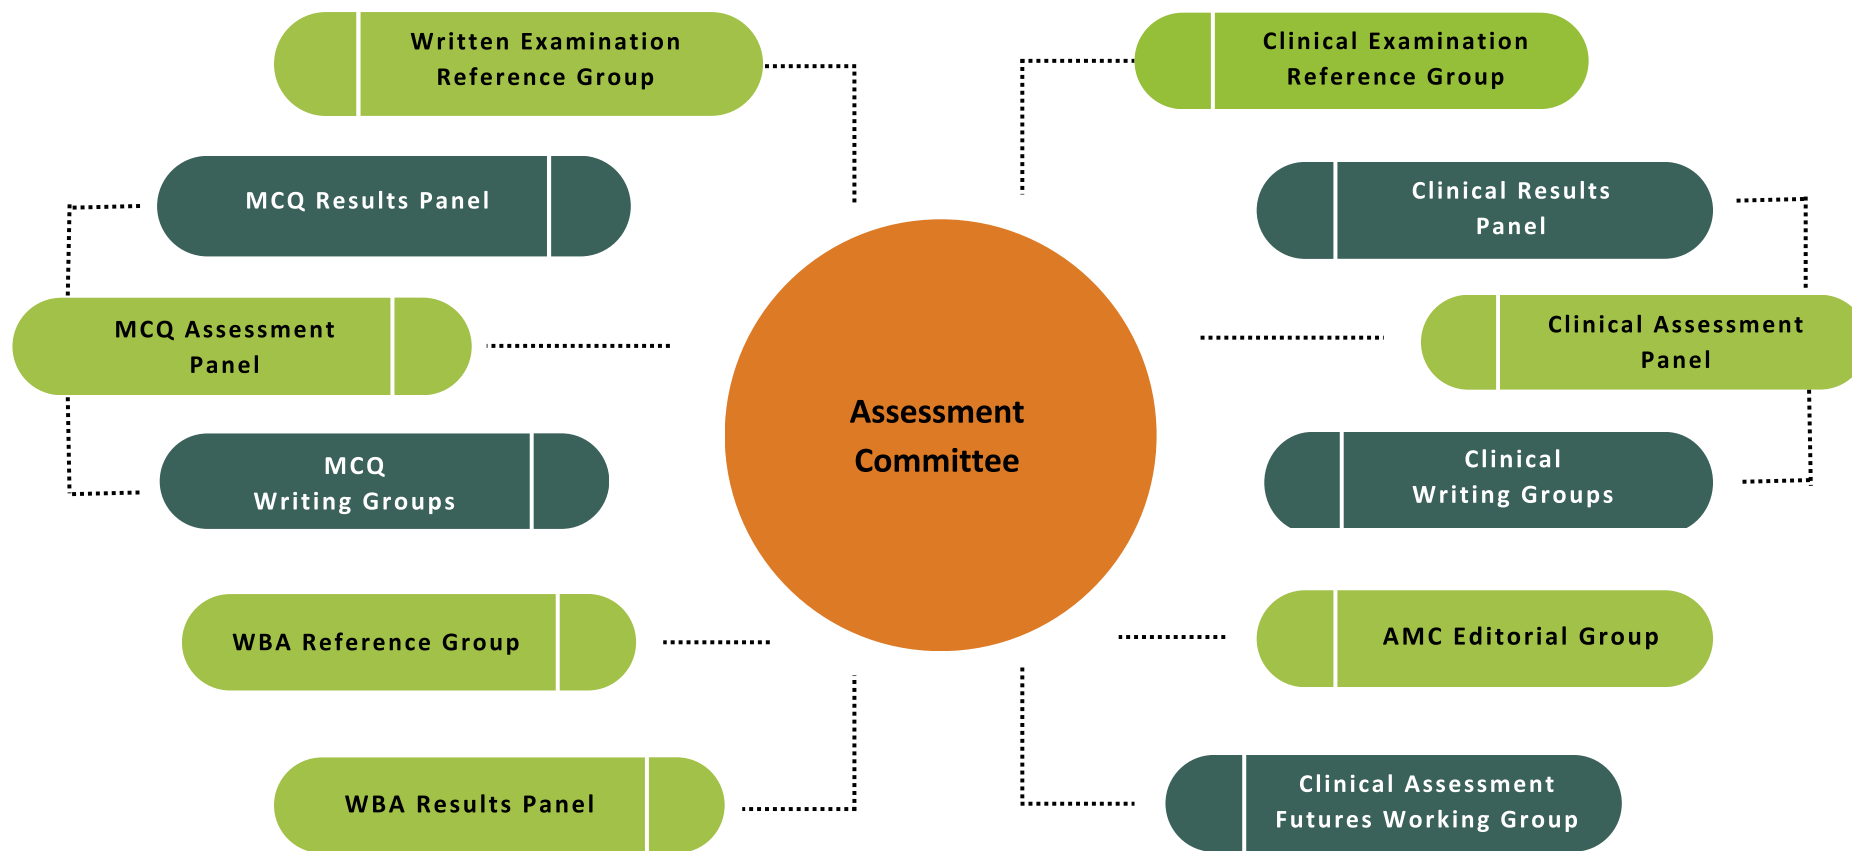 Written Examination
Reference Group
Clinical Examination
Reference Group
MCQ Results Panel
Clinical Results
Panel
MCQ Assessment
Panel
Clinical Assessment
Panel
Assessment
Committee
MCQ
Writing Groups
Clinical
Writing Groups
WBA Reference Group
AMC Editorial Group
WBA Results Panel
Clinical Assessment
Futures Working Group